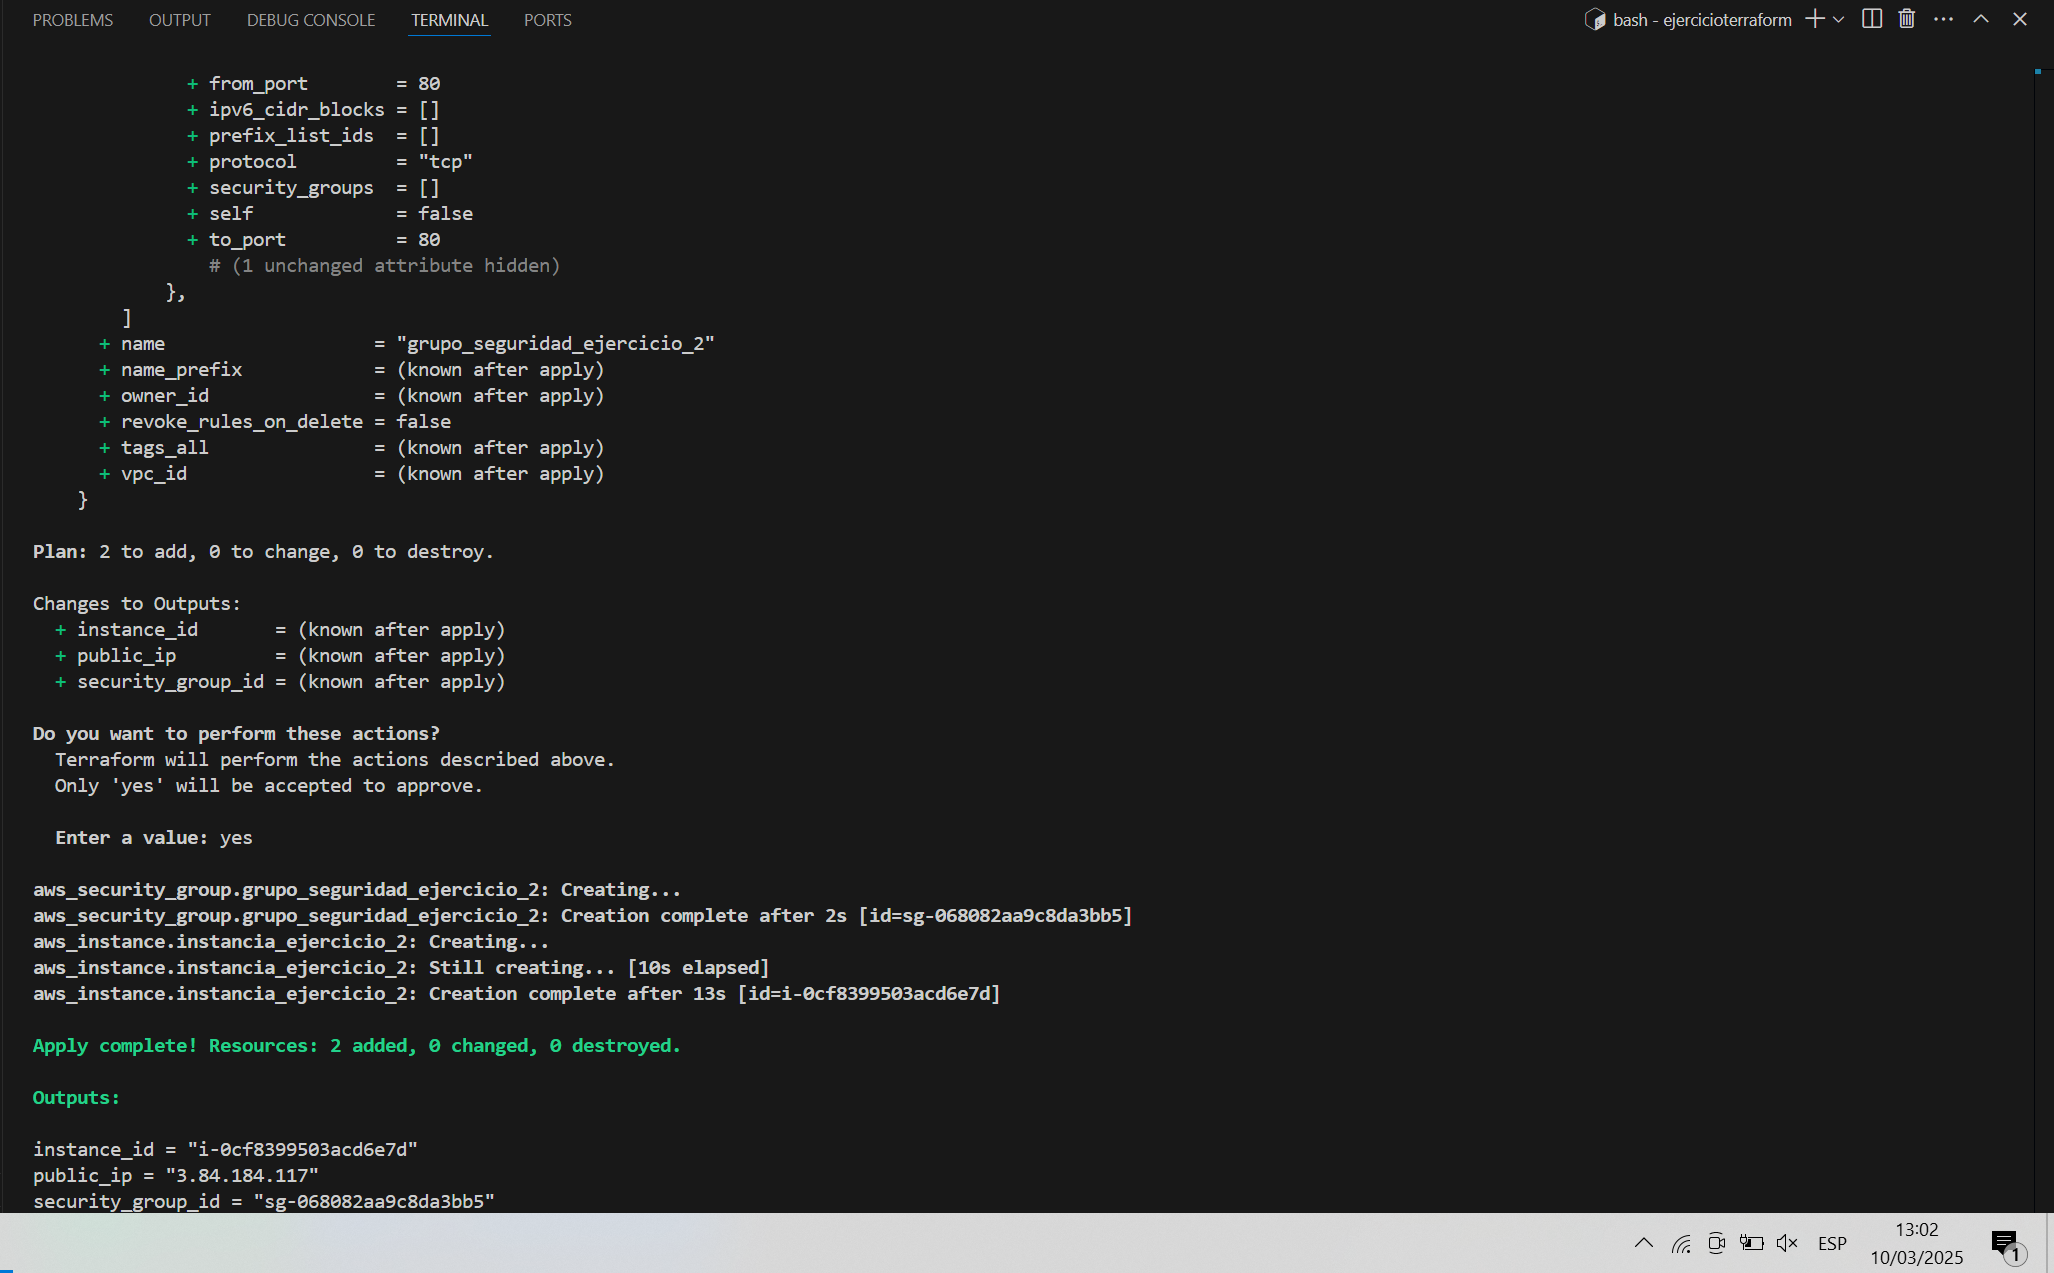 PROBLEMS OUTPUT DEBUG CONSOLE TERMINAL PORTS bash - ejercicioterraform
+ from_port        = 80
+ ipv6_cidr_blocks = []
+ prefix_list_ids  = []
+ protocol         = "tcp"
+ security_groups  = []
+ self             = false
+ to_port          = 80
# (1 unchanged attribute hidden)
},
]
+ name                   = "grupo_seguridad_ejercicio_2"
+ name_prefix            = (known after apply)
+ owner_id               = (known after apply)
+ revoke_rules_on_delete = false
+ tags_all               = (known after apply)
+ vpc_id                 = (known after apply)
}
Plan: 2 to add, 0 to change, 0 to destroy.
Changes to Outputs:
+ instance_id       = (known after apply)
+ public_ip         = (known after apply)
+ security_group_id = (known after apply)
Do you want to perform these actions?
Terraform will perform the actions described above.
Only 'yes' will be accepted to approve.
Enter a value: yes
aws_security_group.grupo_seguridad_ejercicio_2: Creating...
aws_security_group.grupo_seguridad_ejercicio_2: Creation complete after 2s [id=sg-068082aa9c8da3bb5]
aws_instance.instancia_ejercicio_2: Creating...
aws_instance.instancia_ejercicio_2: Still creating... [10s elapsed]
aws_instance.instancia_ejercicio_2: Creation complete after 13s [id=i-0cf8399503acd6e7d]
Apply complete! Resources: 2 added, 0 changed, 0 destroyed.
Outputs:
instance_id = "i-0cf8399503acd6e7d"
public_ip = "3.84.184.117"
security_group_id = "sg-068082aa9c8da3bb5"
ESP
13:02
10/03/2025
1